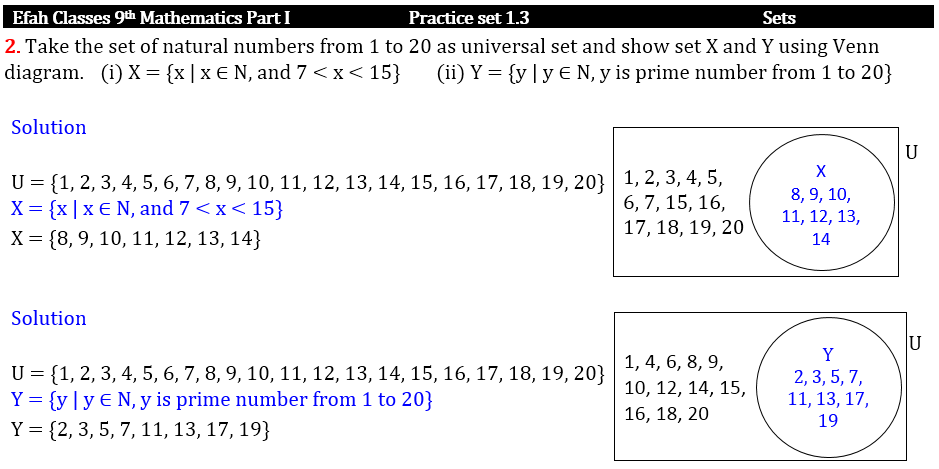 Efah Classes 9th Mathematics Part I Practice set 1.3 Sets
2. Take the set of natural numbers from 1 to 20 as universal set and show set X and Y using Venn
diagram. (i) X = {x | x ∈ N, and 7 < x < 15} (ii) Y = {y | y ∈ N, y is prime number from 1 to 20}
Solution
U = {1, 2, 3, 4, 5, 6, 7, 8, 9, 10, 11, 12, 13, 14, 15, 16, 17, 18, 19, 20}
X = {x | x ∈ N, and 7 < x < 15}
X = {8, 9, 10, 11, 12, 13, 14}
U
1, 2, 3, 4, 5,
6, 7, 15, 16,
17, 18, 19, 20
X
8, 9, 10,
11, 12, 13,
14
Solution
U = {1, 2, 3, 4, 5, 6, 7, 8, 9, 10, 11, 12, 13, 14, 15, 16, 17, 18, 19, 20}
Y = {y | y ∈ N, y is prime number from 1 to 20}
Y = {2, 3, 5, 7, 11, 13, 17, 19}
U
1, 4, 6, 8, 9,
10, 12, 14, 15,
16, 18, 20
Y
2, 3, 5, 7,
11, 13, 17,
19